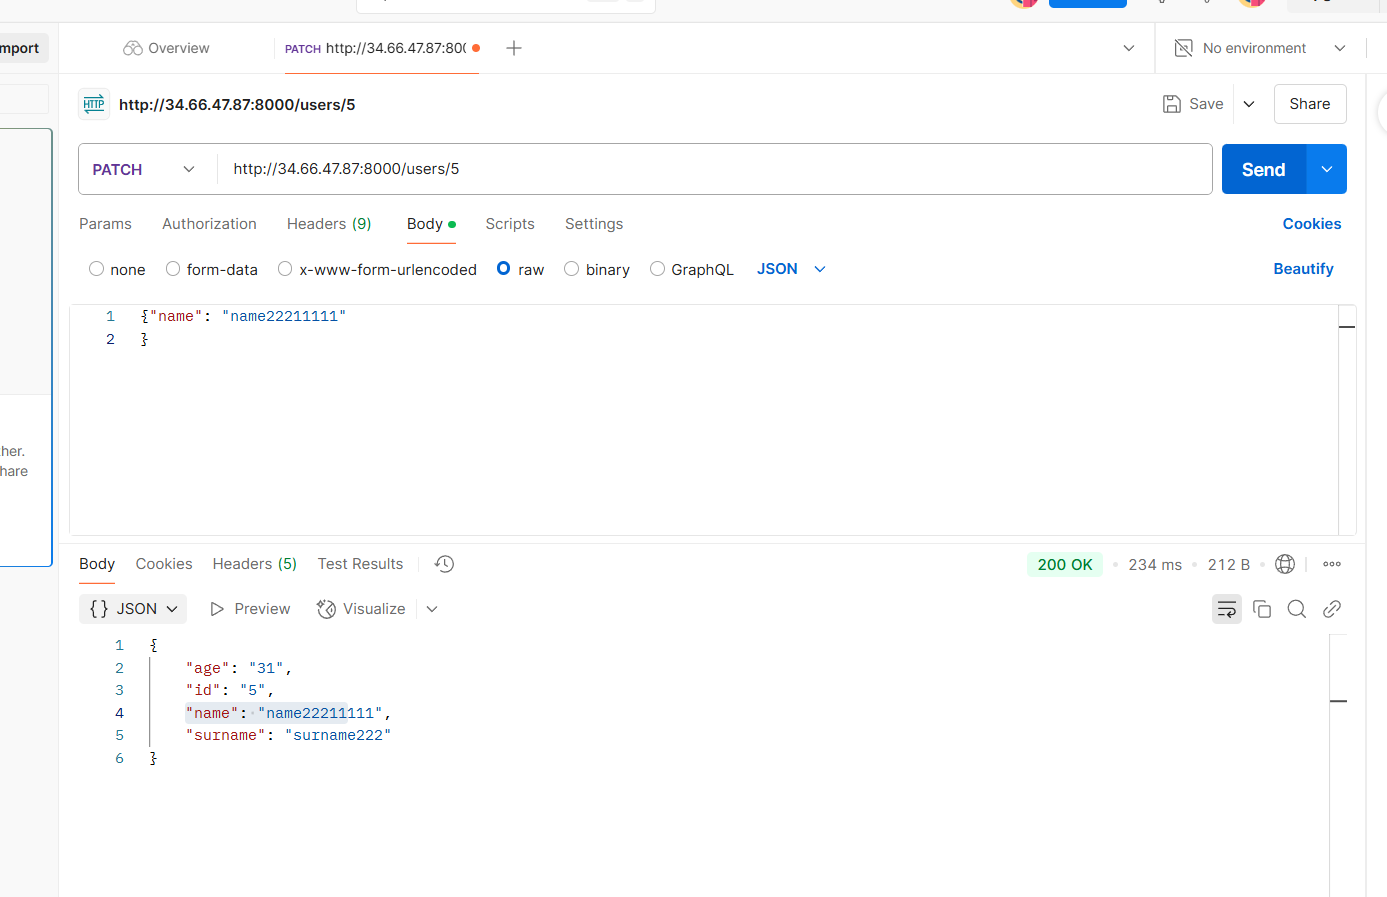 mport
Overview
PATCH http://34.66.47.87:800
No environment
HTTP http://34.66.47.87:8000/users/5
Save
Share
PATCH
http://34.66.47.87:8000/users/5
Send
Params
Authorization
Headers (9)
Body
Scripts
Settings
Cookies
none
form-data
x-www-form-urlencoded
raw
binary
GraphQL
JSON
Beautify
1 {"name": "name22211111"
2 }
ther.
hare
Body
Cookies
Headers (5)
Test Results
200 OK
234 ms
212 B
{} JSON
Preview
Visualize
1 {
2 "age": "31",
3 "id": "5",
4 "name": "name22211111",
5 "surname": "surname222"
6 }